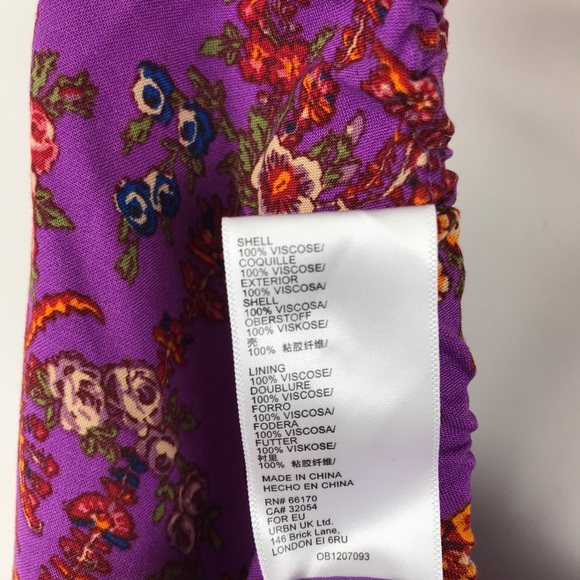 SHELL
100% VISCOSE/
COQUILLE
100% VISCOSE/
EXTERIOR
100% VISCOSA/
SHELL
100% VISCOSA/
OBERSTOFF
100% VISKOSE/
壳
100% 粘胶纤维/
LINING
100% VISCOSE/
DOUBLURE
100% VISCOSE/
FORRO
100% VISCOSA/
FODERA
100% VISCOSA/
FUTTER
100% VISKOSE/
衬里
100% 粘胶纤维/
MADE IN CHINA
HECHO EN CHINA
RN# 66170
CA# 32054
FOR EU
URBN UK Ltd.
146 Brick Lane,
LONDON EI 6RU
OB1207093